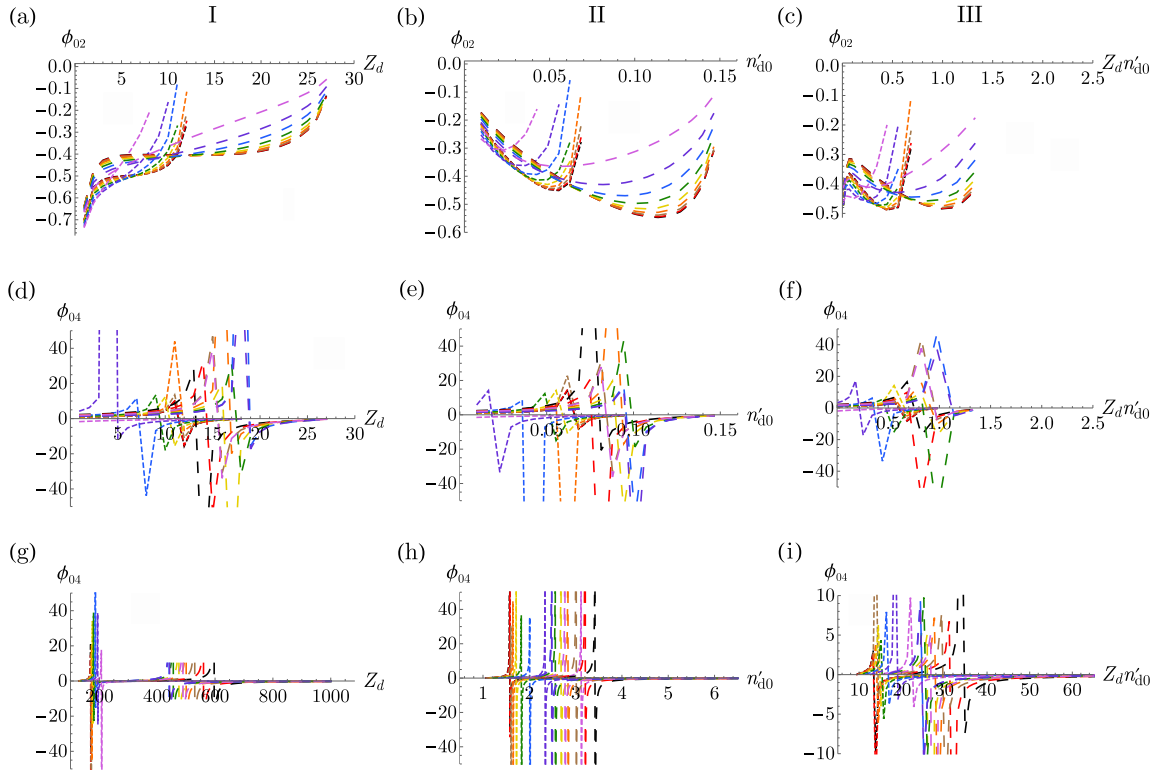 I II III
(a) (b) (c)
ϕ02 ϕ02 ϕ02
Zd n′d0 Zdn′d0
0.0 5 10 15 20 25 30
−0.1
−0.2
−0.3
−0.4
−0.5
−0.6
−0.7
0.0 0.05 0.10 0.15
−0.1
−0.2
−0.3
−0.4
−0.5
−0.6
0.0 0.5 1.0 1.5 2.0 2.5
−0.1
−0.2
−0.3
−0.4
−0.5
(d) (e) (f)
ϕ04 ϕ04 ϕ04
40
20
0 5 10 15 20 25 30 Zd
−20
−40
40
20
0 0.05 0.10 0.15 n′d0
−20
−40
40
20
0 0.5 1.0 1.5 2.0 2.5 Zdn′d0
−20
−40
(g) (h) (i)
ϕ04 ϕ04 ϕ04
40
20
0 200 400 600 800 1000 Zd
−20
−40
40
20
0 1 2 3 4 5 6 n′d0
−20
−40
10
5
0 10 20 30 40 50 60 Zdn′d0
−5
−10